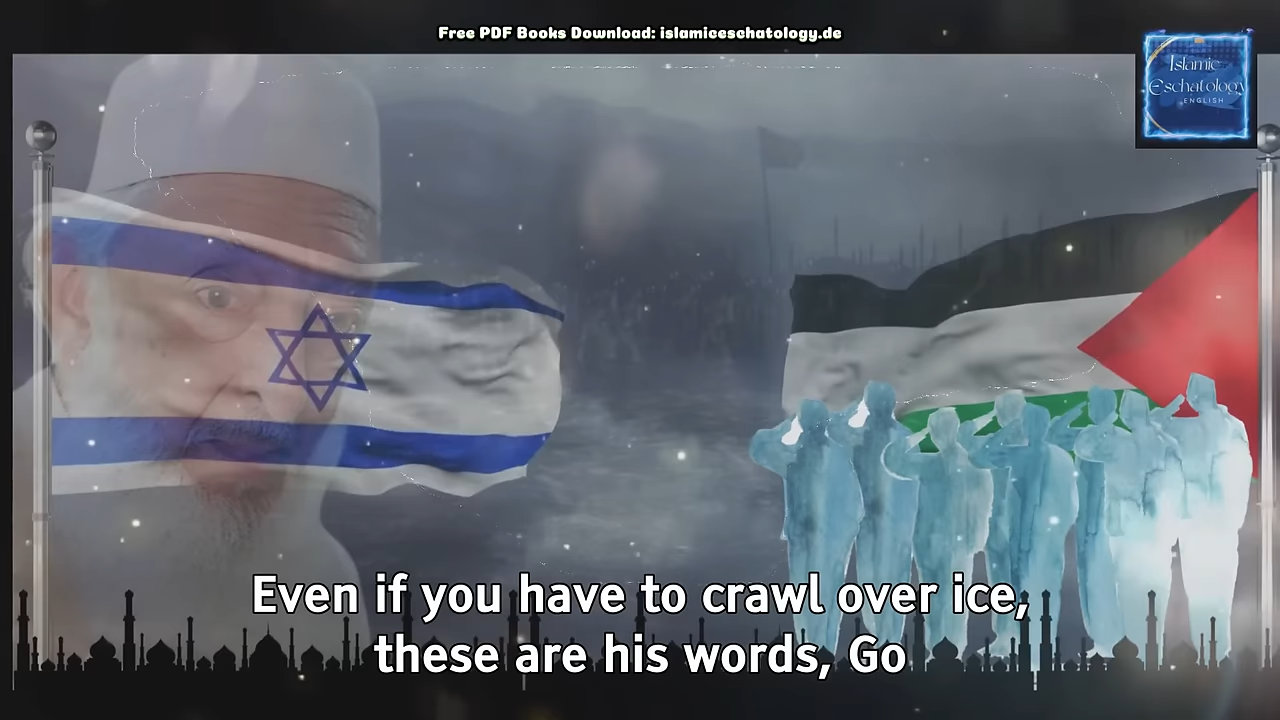 Free PDF Books Download: islamiceschatology.de
Islamic
Eschatology
ENGLISH
Even if you have to crawl over ice,
these are his words, Go